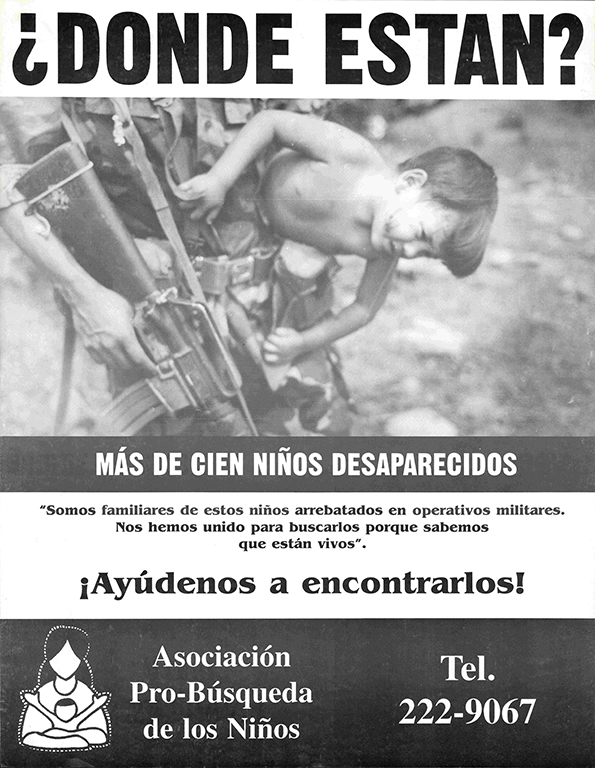 ¿DONDE ESTAN?
MÁS DE CIEN NIÑOS DESAPARECIDOS
"Somos familiares de estos niños arrebatados en operativos militares.
Nos hemos unido para buscarlos porque sabemos
que están vivos".
¡Ayúdenos a encontrarlos!
Asociación
Pro-Búsqueda
de los Niños
Tel.
222-9067